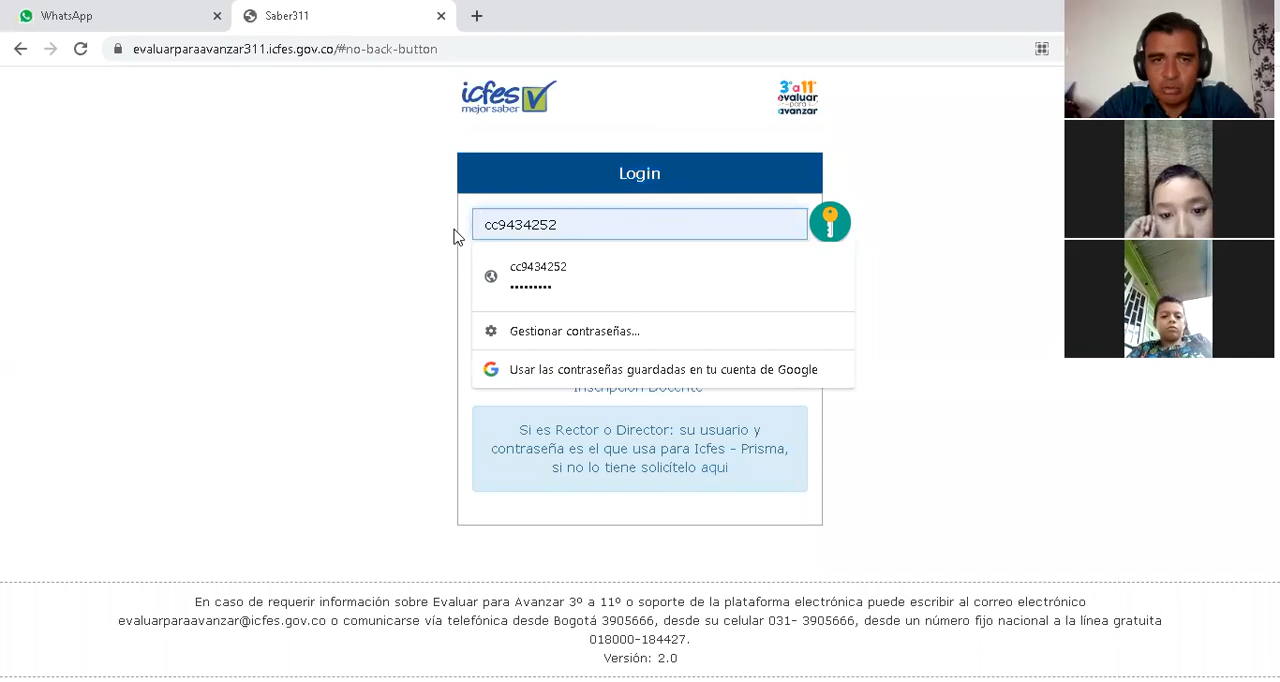 WhatsApp
Saber311
evaluarparaavanzar311.icfes.gov.co/#no-back-button
icfes
mejor saber
3º a 11º
evaluar
para
avanzar
Login
cc9434252
cc9434252
•••••••••
Gestionar contraseñas...
Usar las contraseñas guardadas en tu cuenta de Google
Inscripción Docente
Si es Rector o Director: su usuario y
contraseña es el que usa para Icfes - Prisma,
si no lo tiene solicítelo aqui
En caso de requerir información sobre Evaluar para Avanzar 3º a 11º o soporte de la plataforma electrónica puede escribir al correo electrónico
evaluarparaavanzar@icfes.gov.co o comunicarse vía telefónica desde Bogotá 3905666, desde su celular 031- 3905666, desde un número fijo nacional a la línea gratuita
018000-184427.
Versión: 2.0